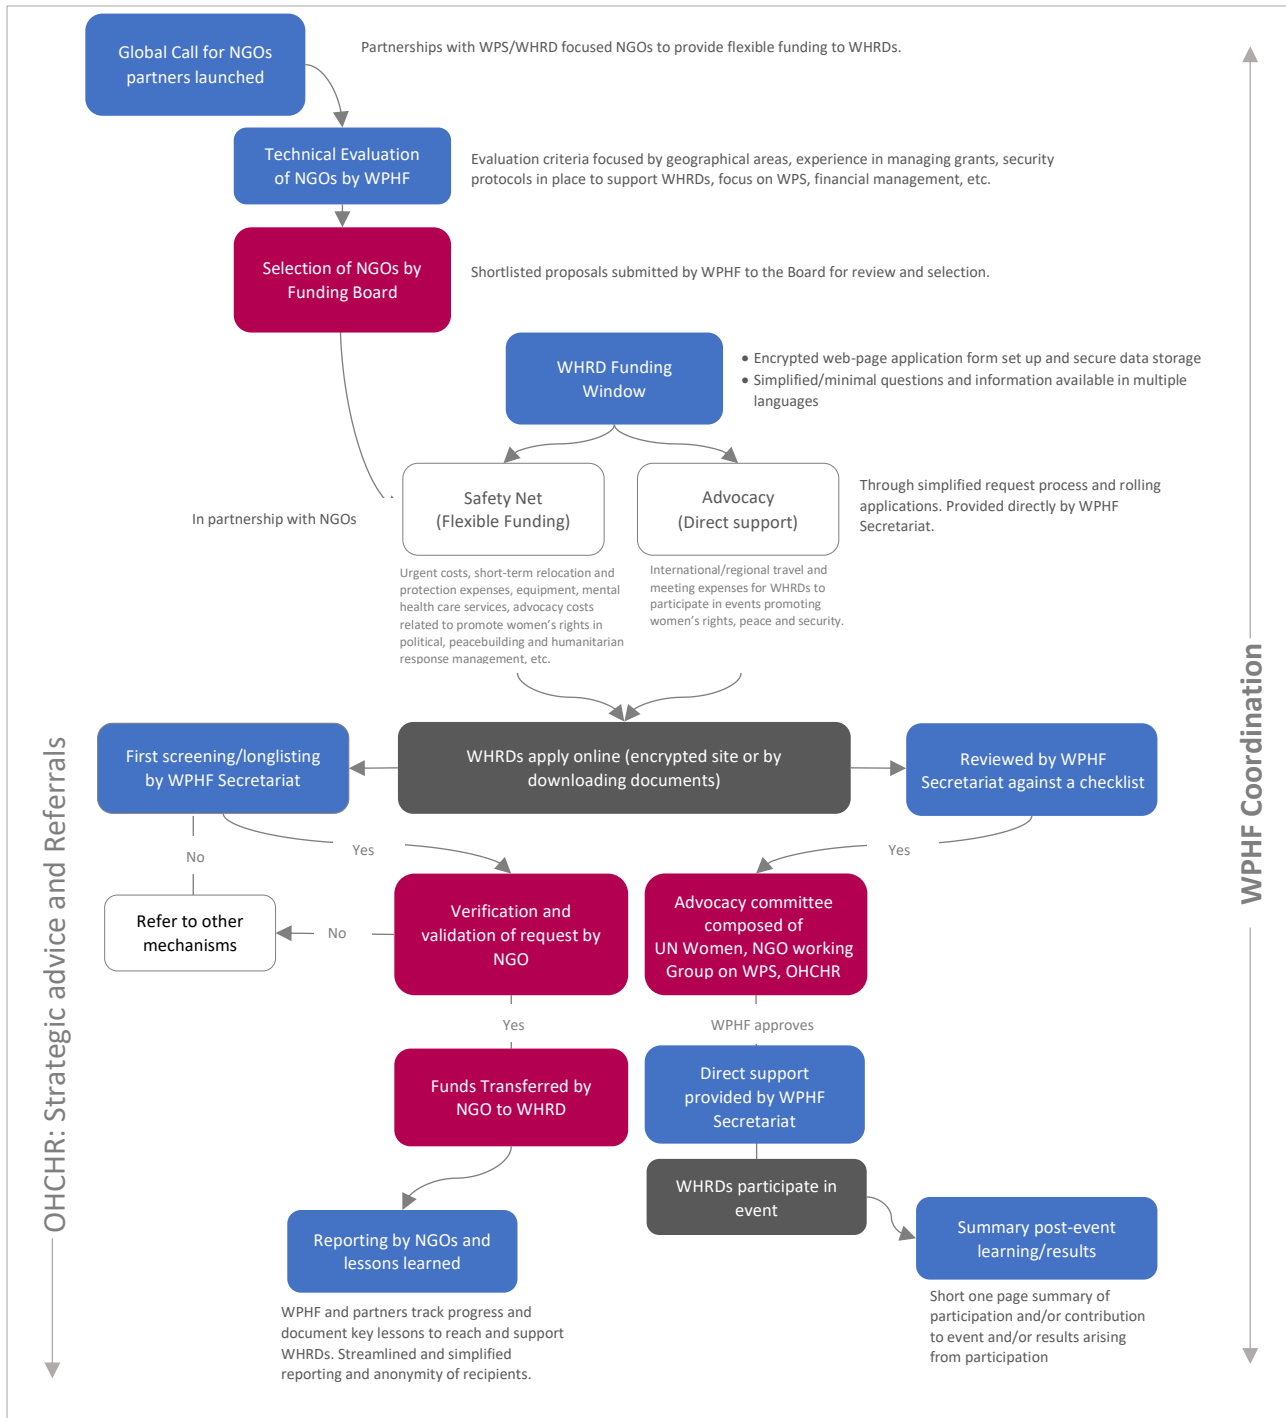 Global Call for NGOs
partners launched
Partnerships with WPS/WHRD focused NGOs to provide flexible funding to WHRDs.
Technical Evaluation
of NGOs by WPHF
Evaluation criteria focused by geographical areas, experience in managing grants, security
protocols in place to support WHRDs, focus on WPS, financial management, etc.
Selection of NGOs by
Funding Board
Shortlisted proposals submitted by WPHF to the Board for review and selection.
WHRD Funding
Window
• Encrypted web-page application form set up and secure data storage
• Simplified/minimal questions and information available in multiple
languages
In partnership with NGOs
Safety Net
(Flexible Funding)
Advocacy
(Direct support)
Through simplified request process and rolling
applications. Provided directly by WPHF
Secretariat.
Urgent costs, short-term relocation and
protection expenses, equipment, mental
health care services, advocacy costs
related to promote women's rights in
political, peacebuilding and humanitarian
response management, etc.
International/regional travel and
meeting expenses for WHRDs to
participate in events promoting
women's rights, peace and security.
First screening/longlisting
by WPHF Secretariat
WHRDs apply online (encrypted site or by
downloading documents)
Reviewed by WPHF
Secretariat against a checklist
No
Yes
Yes
Refer to other
mechanisms
No
Verification and
validation of request by
NGO
Advocacy committee
composed of
UN Women, NGO working
Group on WPS, OHCHR
Yes
WPHF approves
Funds Transferred by
NGO to WHRD
Direct support
provided by WPHF
Secretariat
WHRDs participate in
event
Reporting by NGOs and
lessons learned
Summary post-event
learning/results
WPHF and partners track progress and
document key lessons to reach and support
WHRDs. Streamlined and simplified
reporting and anonymity of recipients.
Short one page summary of
participation and/or contribution
to event and/or results arising
from participation
OHCHR: Strategic advice and Referrals
WPHF Coordination